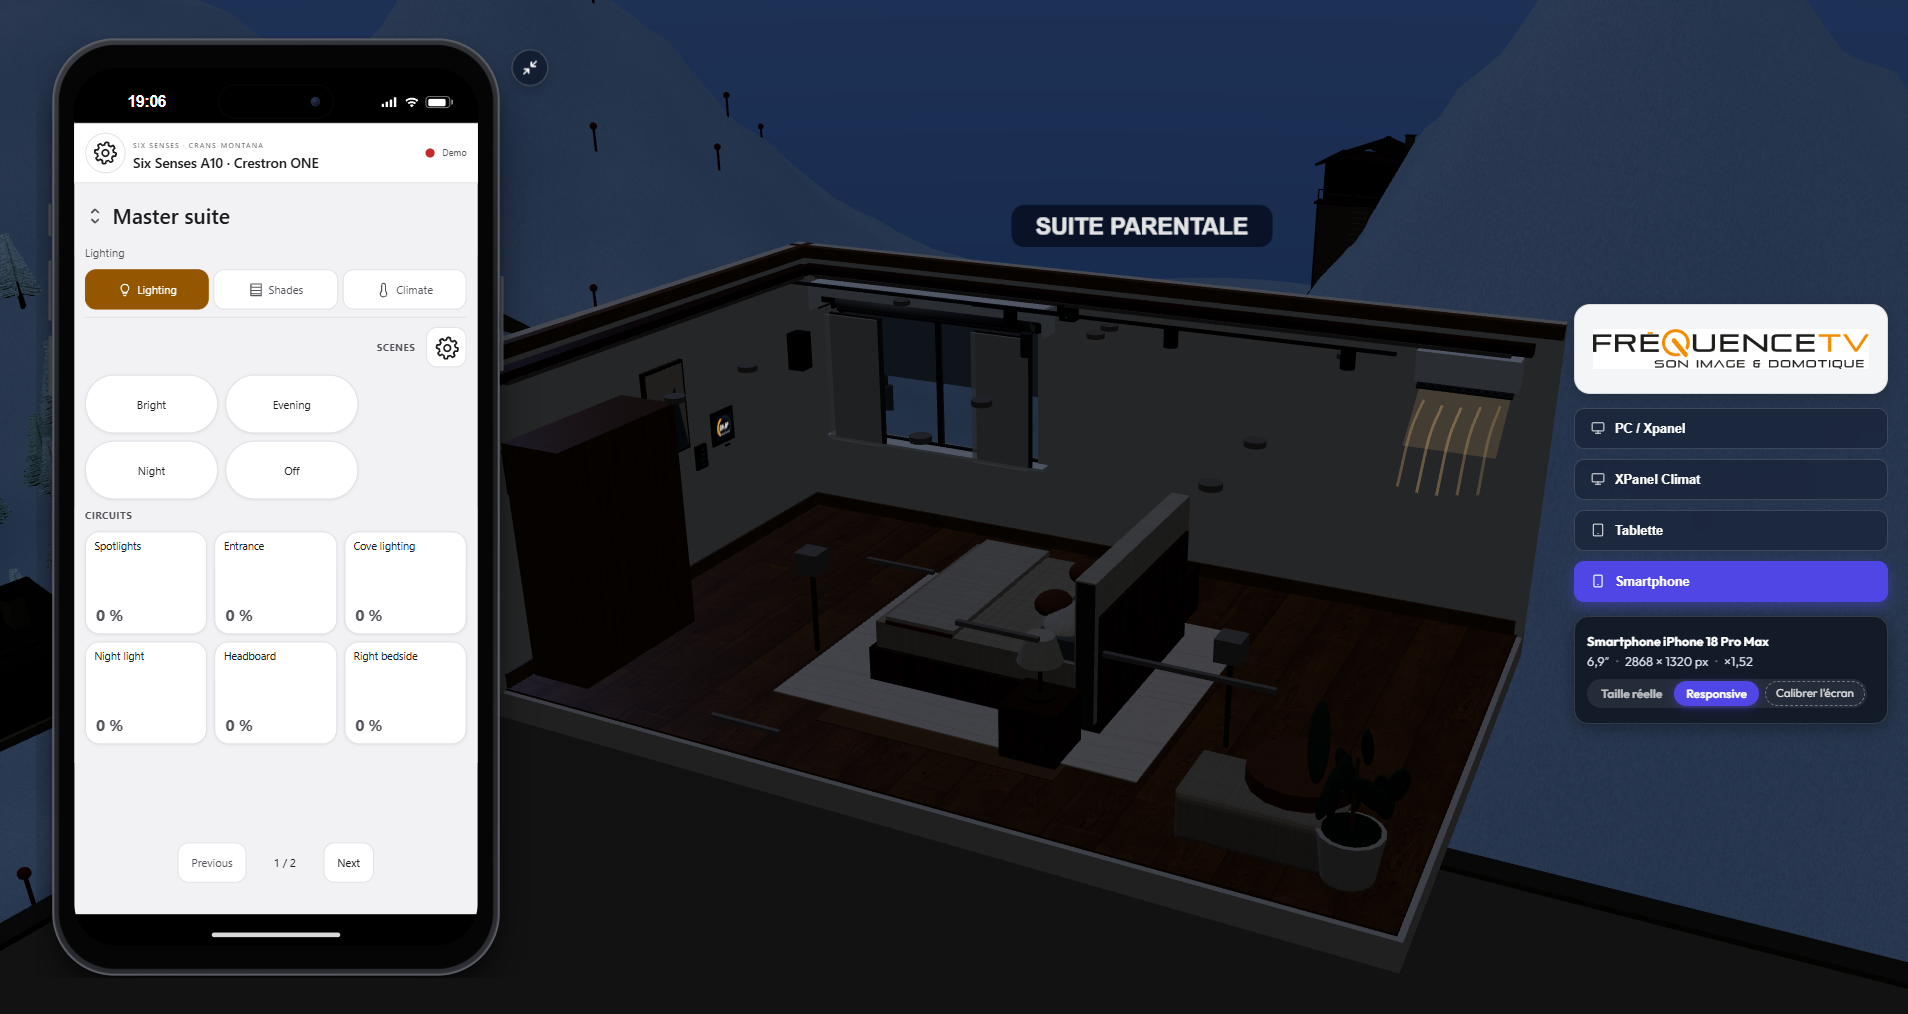 19:06
SIX SENSES · CRANS-MONTANA
Six Senses A10 · Crestron ONE
Demo
Master suite
Lighting
Lighting
Shades
Climate
SCENES
Bright
Evening
Night
Off
CIRCUITS
Spotlights
Entrance
Cove lighting
0 %
0 %
0 %
Night light
Headboard
Right bedside
0 %
0 %
0 %
Previous
1 / 2
Next
SUITE PARENTALE
FRÉQUENCETV
SON IMAGE & DOMOTIQUE
PC / Xpanel
XPanel Climat
Tablette
Smartphone
Smartphone iPhone 18 Pro Max
6,9" · 2868 × 1320 px · ×1,52
Taille réelle
Responsive
Calibrer l'écran